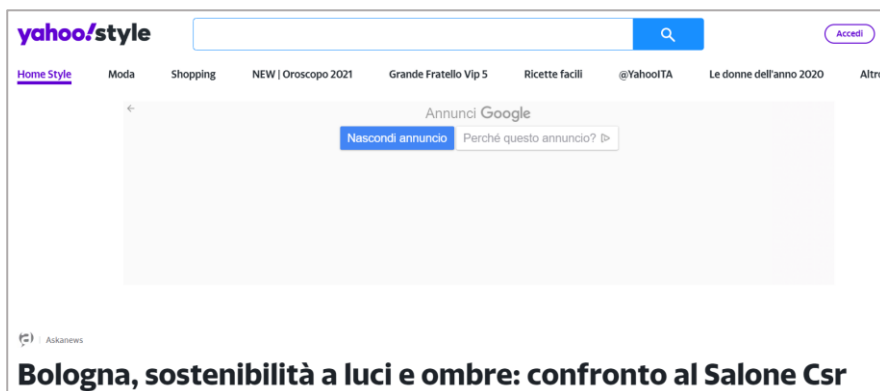 yahoo!style
Accedi
Home Style Moda Shopping NEW | Oroscopo 2021 Grande Fratello Vip 5 Ricette facili @YahooITA Le donne dell'anno 2020 Altro
Annunci Google
Nascondi annuncio Perché questo annuncio?
Askanews
Bologna, sostenibilità a luci e ombre: confronto al Salone Csr